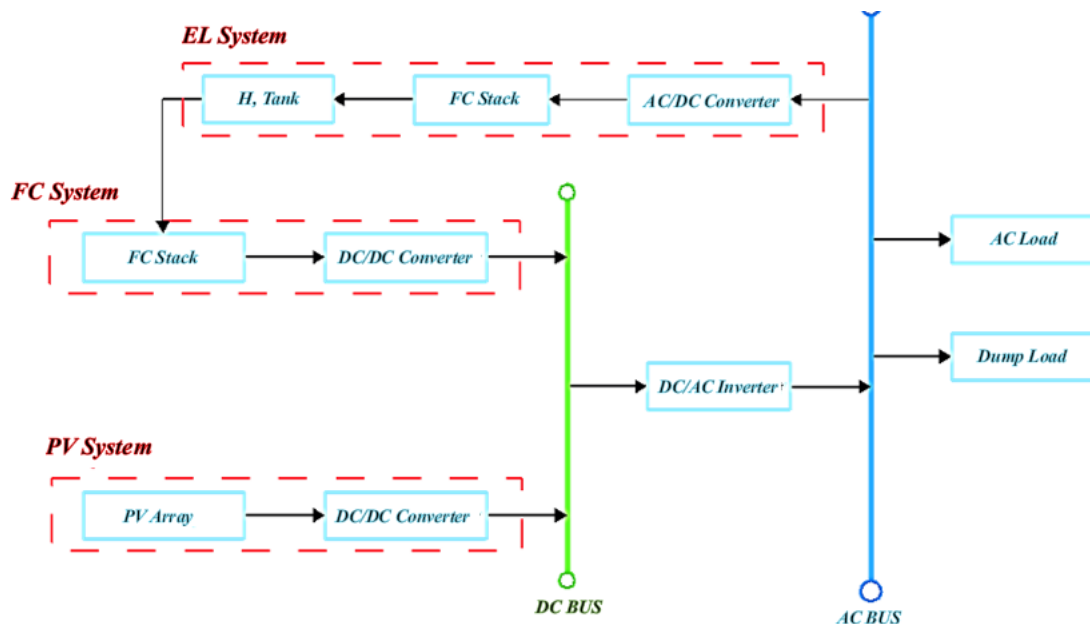 EL System
H, Tank
FC Stack
AC/DC Converter
FC System
FC Stack
DC/DC Converter
AC Load
Dump Load
DC/AC Inverter
PV System
PV Array
DC/DC Converter
DC BUS
AC BUS